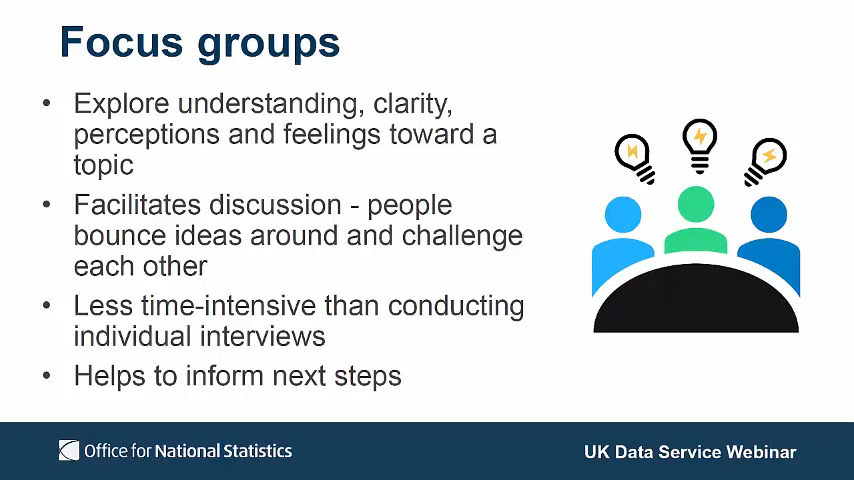 Focus groups
• Explore understanding, clarity,
perceptions and feelings toward a
topic
• Facilitates discussion - people
bounce ideas around and challenge
each other
• Less time-intensive than conducting
individual interviews
• Helps to inform next steps
Office for National Statistics
UK Data Service Webinar